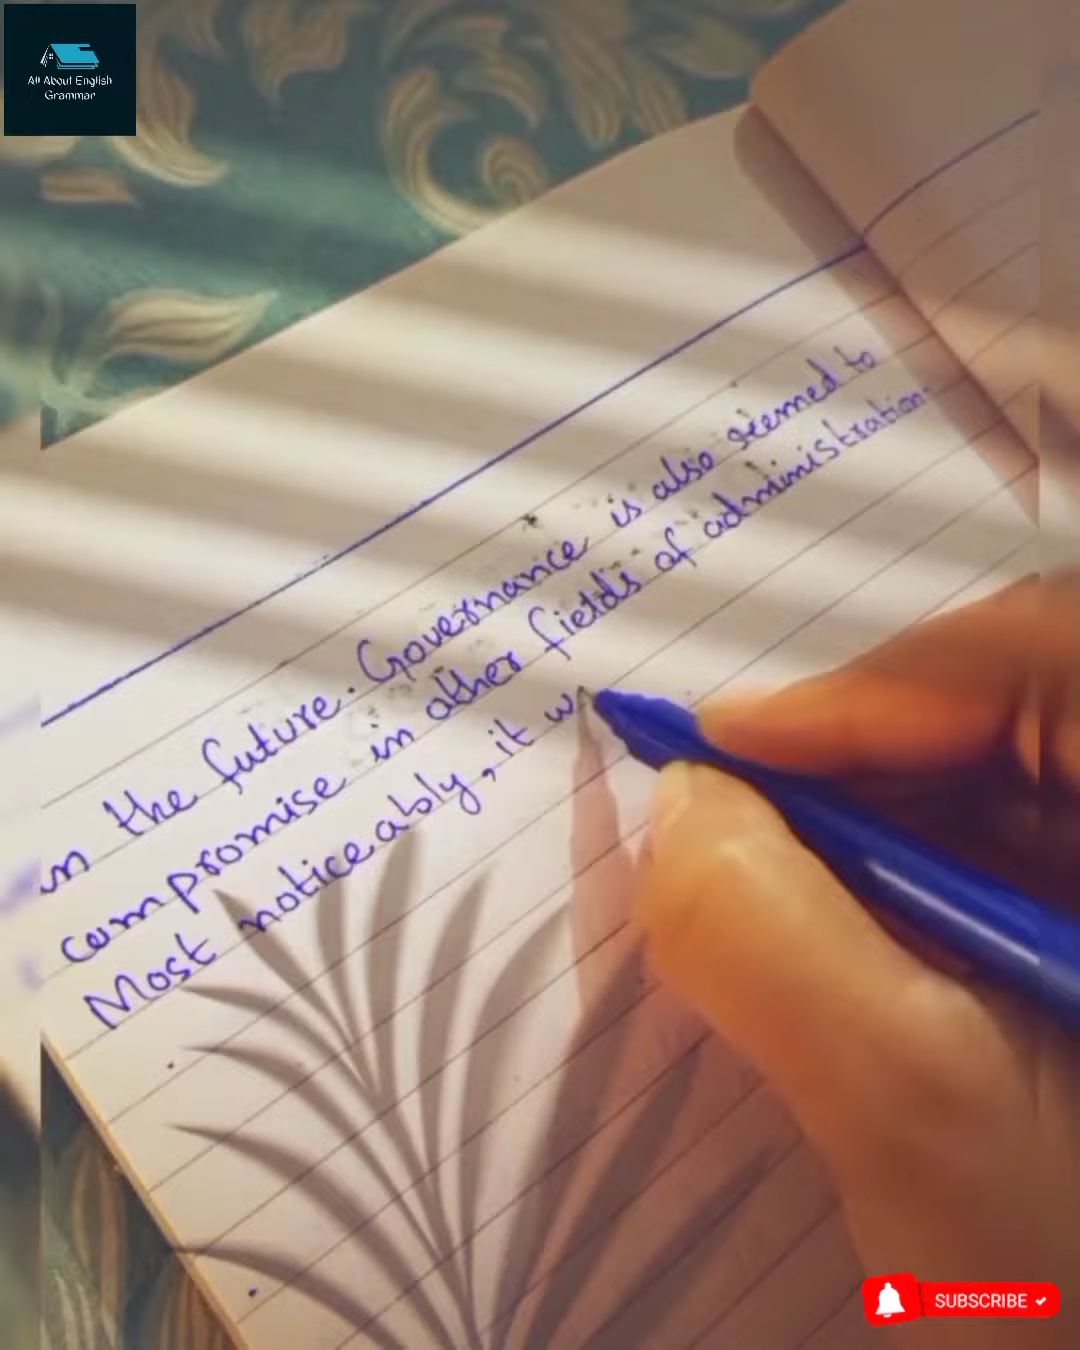 All About English
Grammar
in the future. Governance is also seemed to
compromise in other fields of administration.
Most noticeably, it w
SUBSCRIBE